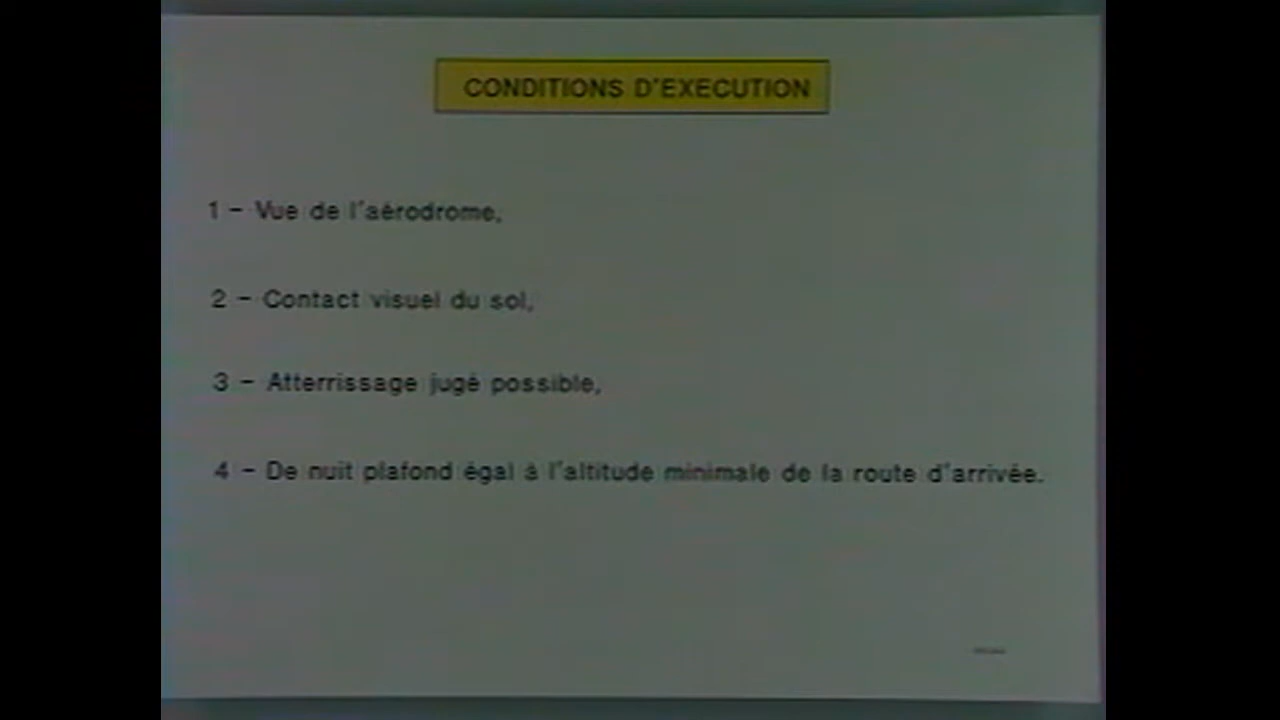 CONDITIONS D'EXECUTION
1 - Vue de l'aérodrome,
2 - Contact visuel du sol,
3 - Atterrissage jugé possible,
4 - De nuit plafond égal à l'altitude minimale de la route d'arrivée.